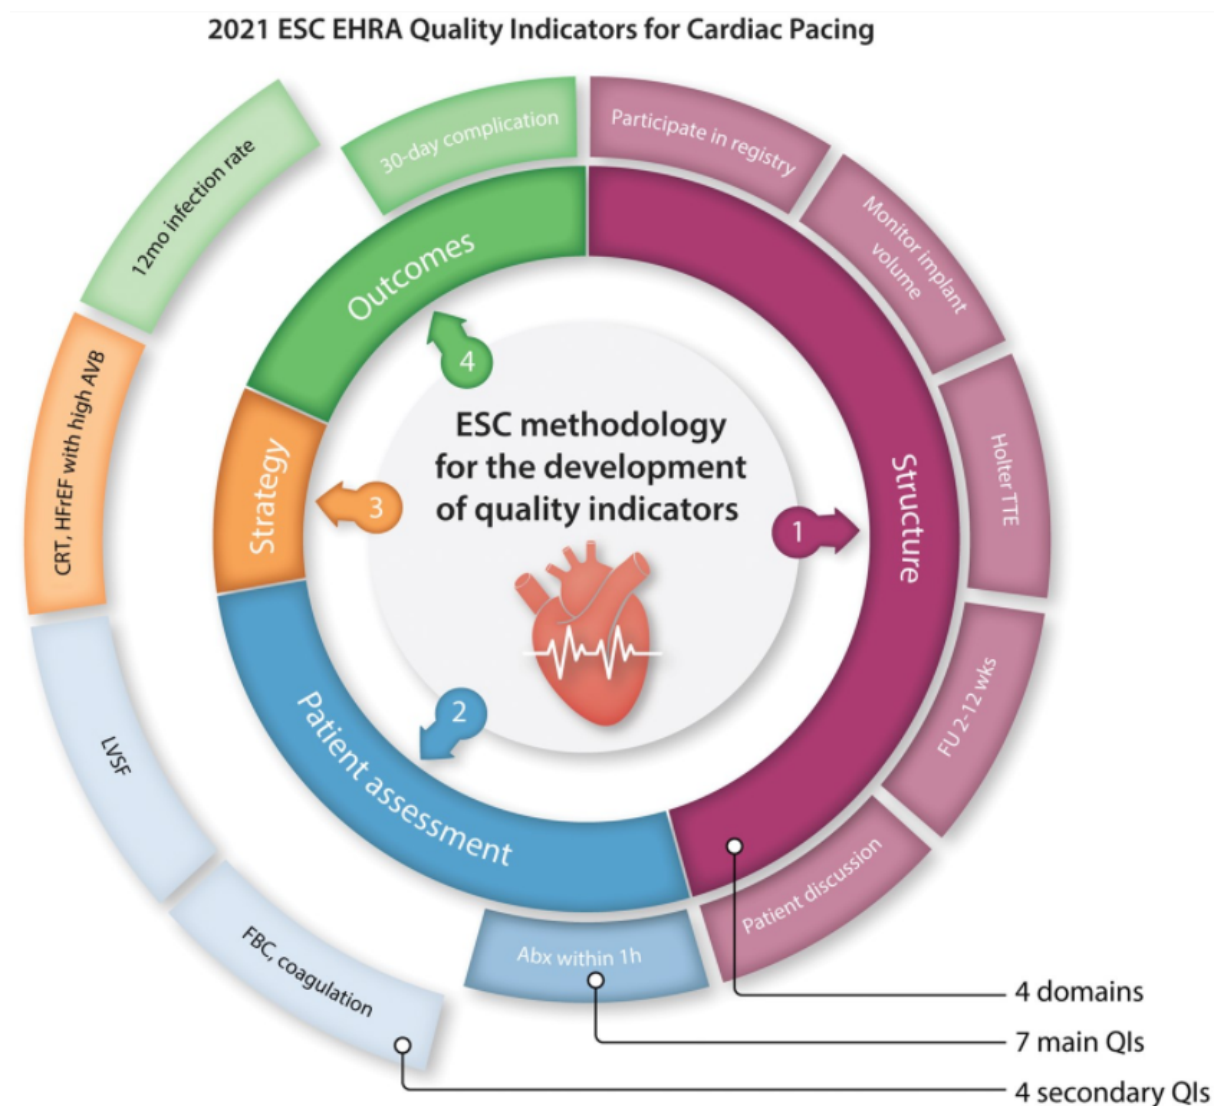 2021 ESC EHRA Quality Indicators for Cardiac Pacing
30-day complication
Participate in registry
Monitor implant
volume
Holter TTE
FU 2-12 wks
Patient discussion
Abx within 1h
FBC, coagulation
LVSF
CRT, HFrEF with high AVB
12mo infection rate
Outcomes
Structure
Patient assessment
Strategy
4
3
2
1
ESC methodology
for the development
of quality indicators
4 domains
7 main QIs
4 secondary QIs